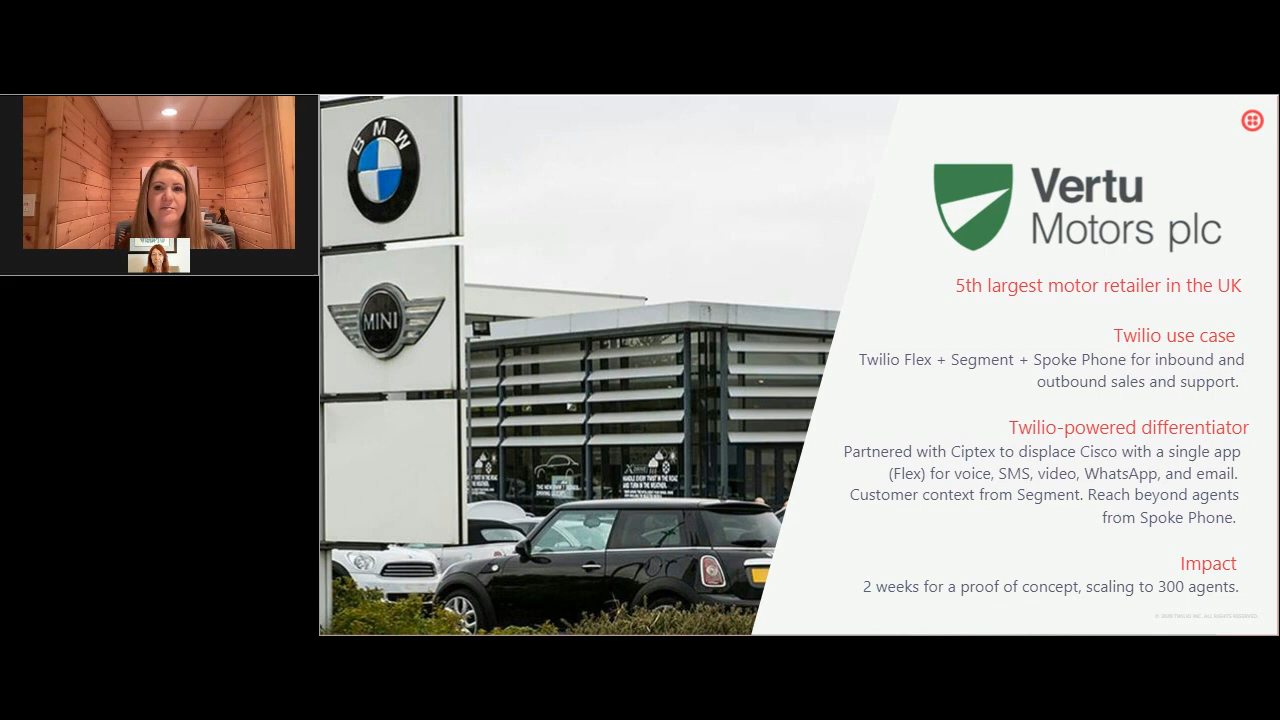 BMW
MINI
Vertu
Motors plc
5th largest motor retailer in the UK
Twilio use case
Twilio Flex + Segment + Spoke Phone for inbound and
outbound sales and support.
Twilio-powered differentiator
Partnered with Ciptex to displace Cisco with a single app
(Flex) for voice, SMS, video, WhatsApp, and email.
Customer context from Segment. Reach beyond agents
from Spoke Phone.
Impact
2 weeks for a proof of concept, scaling to 300 agents.